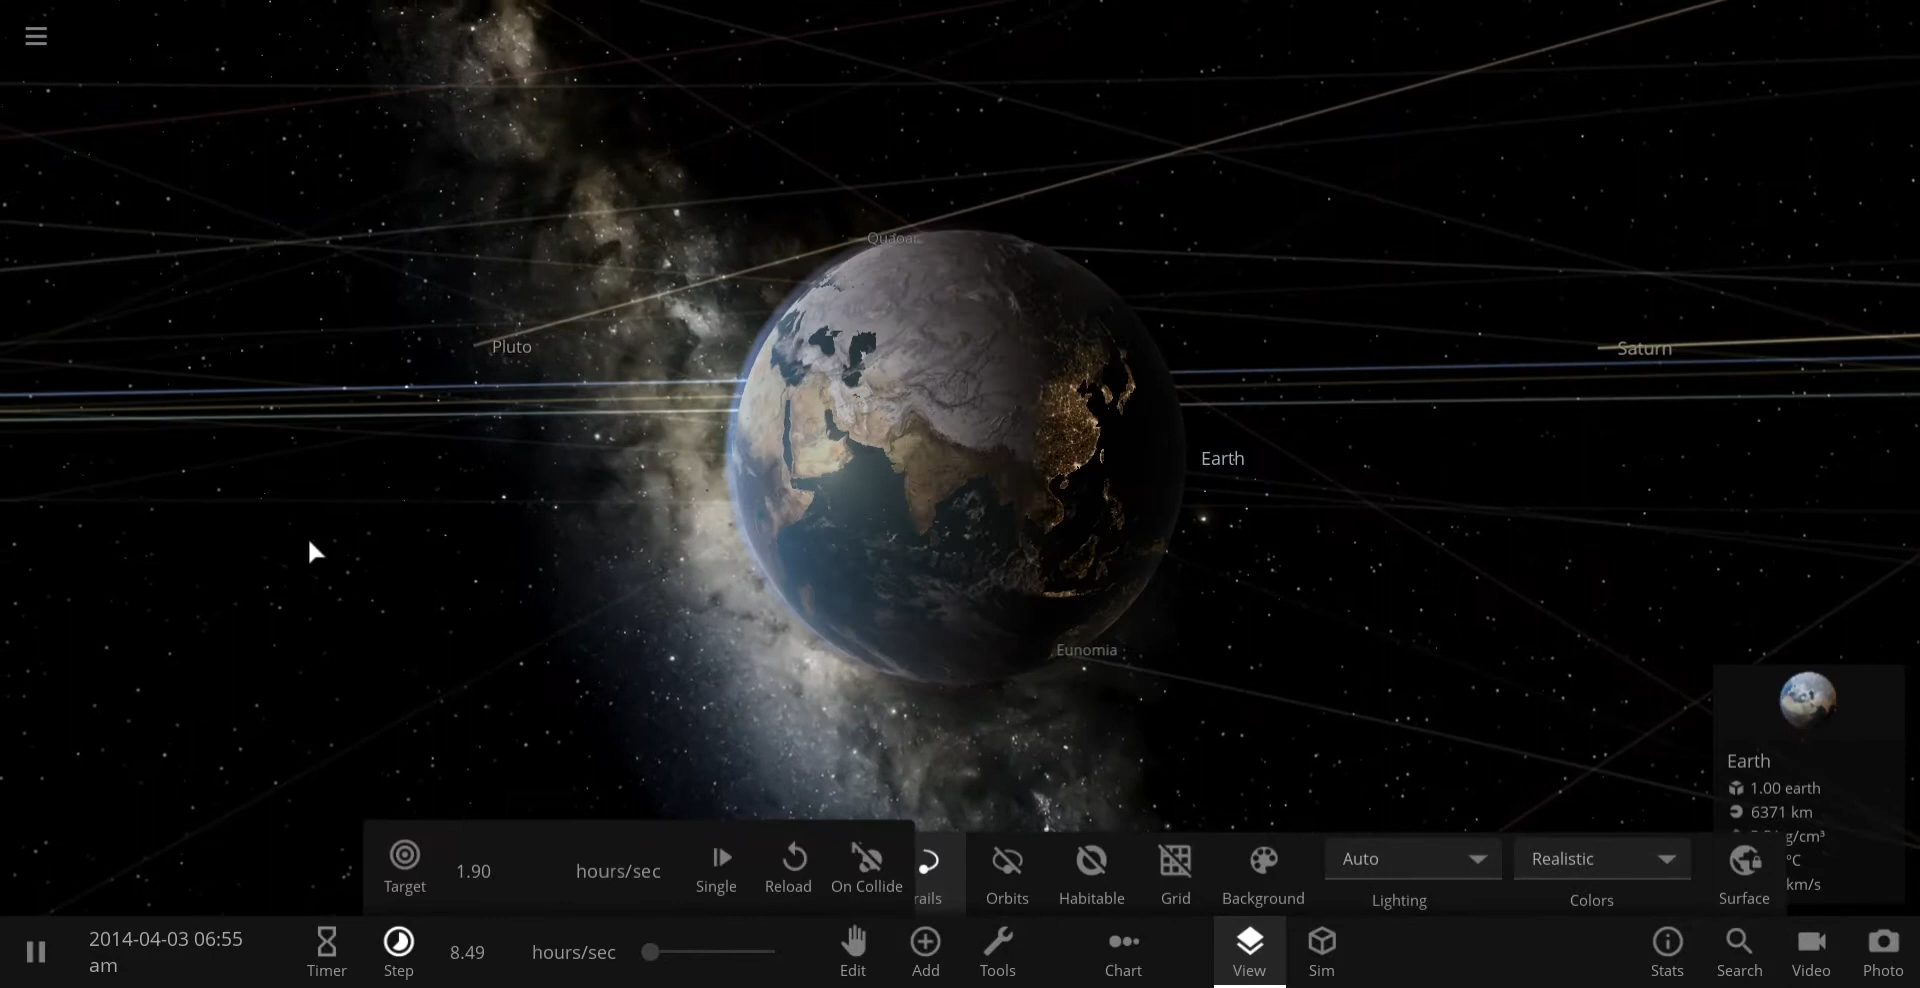 Quaoar
Pluto
Saturn
Earth
Eunomia
Earth
1.00 earth
6371 km
g/cm³
°C
km/s
Target
1.90
hours/sec
Single
Reload
On Collide
rails
Orbits
Habitable
Grid
Background
Auto
Lighting
Realistic
Colors
Surface
2014-04-03 06:55
am
Timer
Step
8.49
hours/sec
Edit
Add
Tools
Chart
View
Sim
Stats
Search
Video
Photo